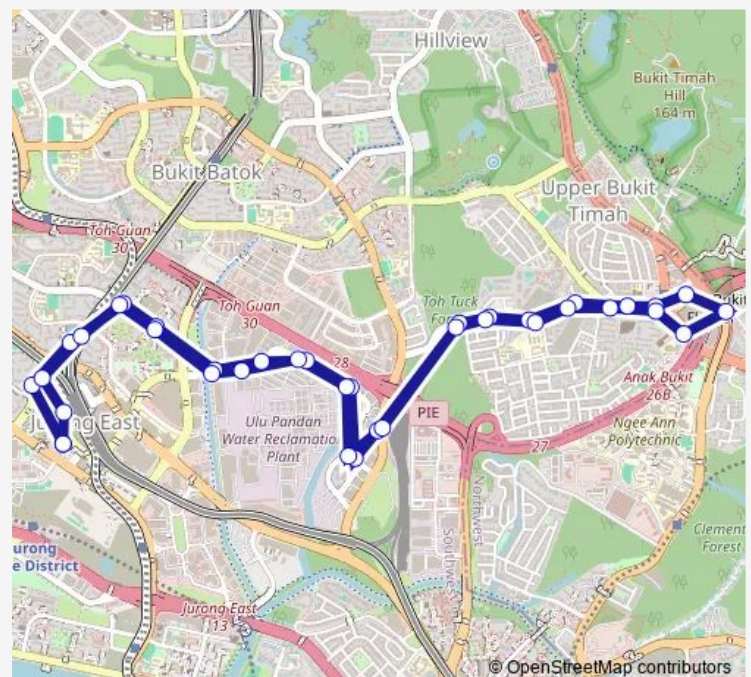 Hillview
Bukit Timah
Hill
164 m
Bukit Batok
Upper Bukit
Timah
Toh Guan
30
Toh Tuck
Toh Guan
30
28
Anak Bukit
26B
PIE
Jurong East
Ulu Pandan
Water Reclamatio
Plant
27
Ngee Ann
Polytechnic
Northwest
Southwest
Clement
Forest
urong
e District
Jurong East
13
© OpenStreetMap contributors